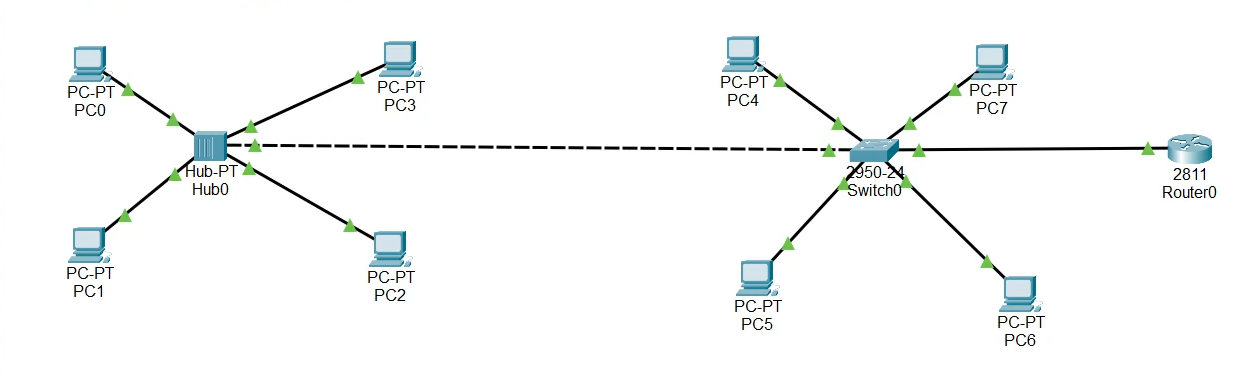 PC-PT
PC0
PC-PT
PC3
PC-PT
PC4
PC-PT
PC7
Hub-PT
Hub0
2950-24
Switch0
2811
Router0
PC-PT
PC1
PC-PT
PC2
PC-PT
PC5
PC-PT
PC6